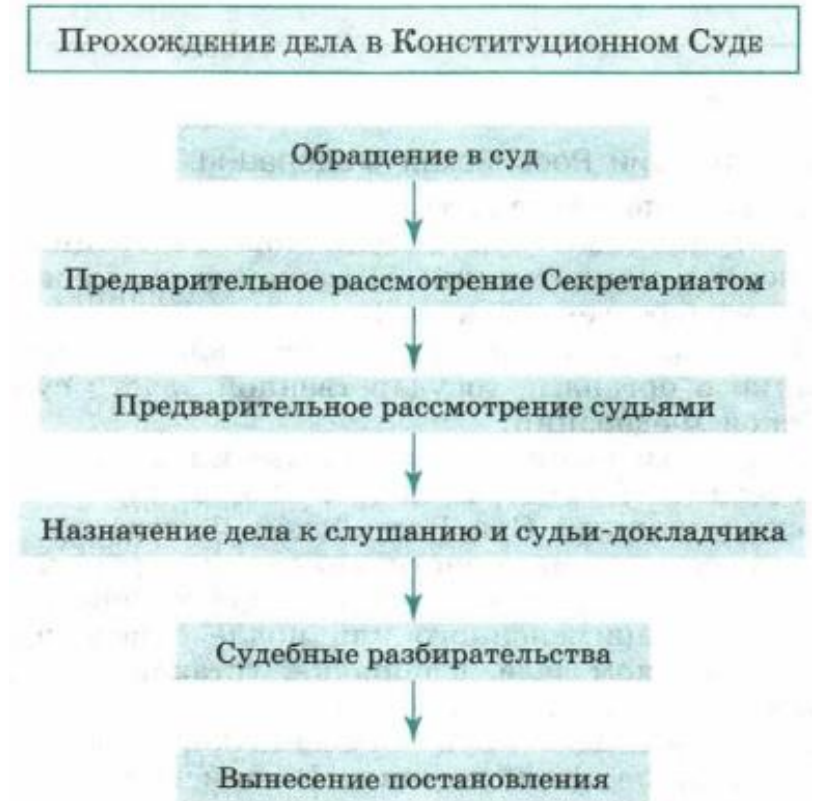 Прохождение дела в Конституционном Суде
Обращение в суд
Предварительное рассмотрение Секретариатом
Предварительное рассмотрение судьями
Назначение дела к слушанию и судьи-докладчика
Судебные разбирательства
Вынесение постановления